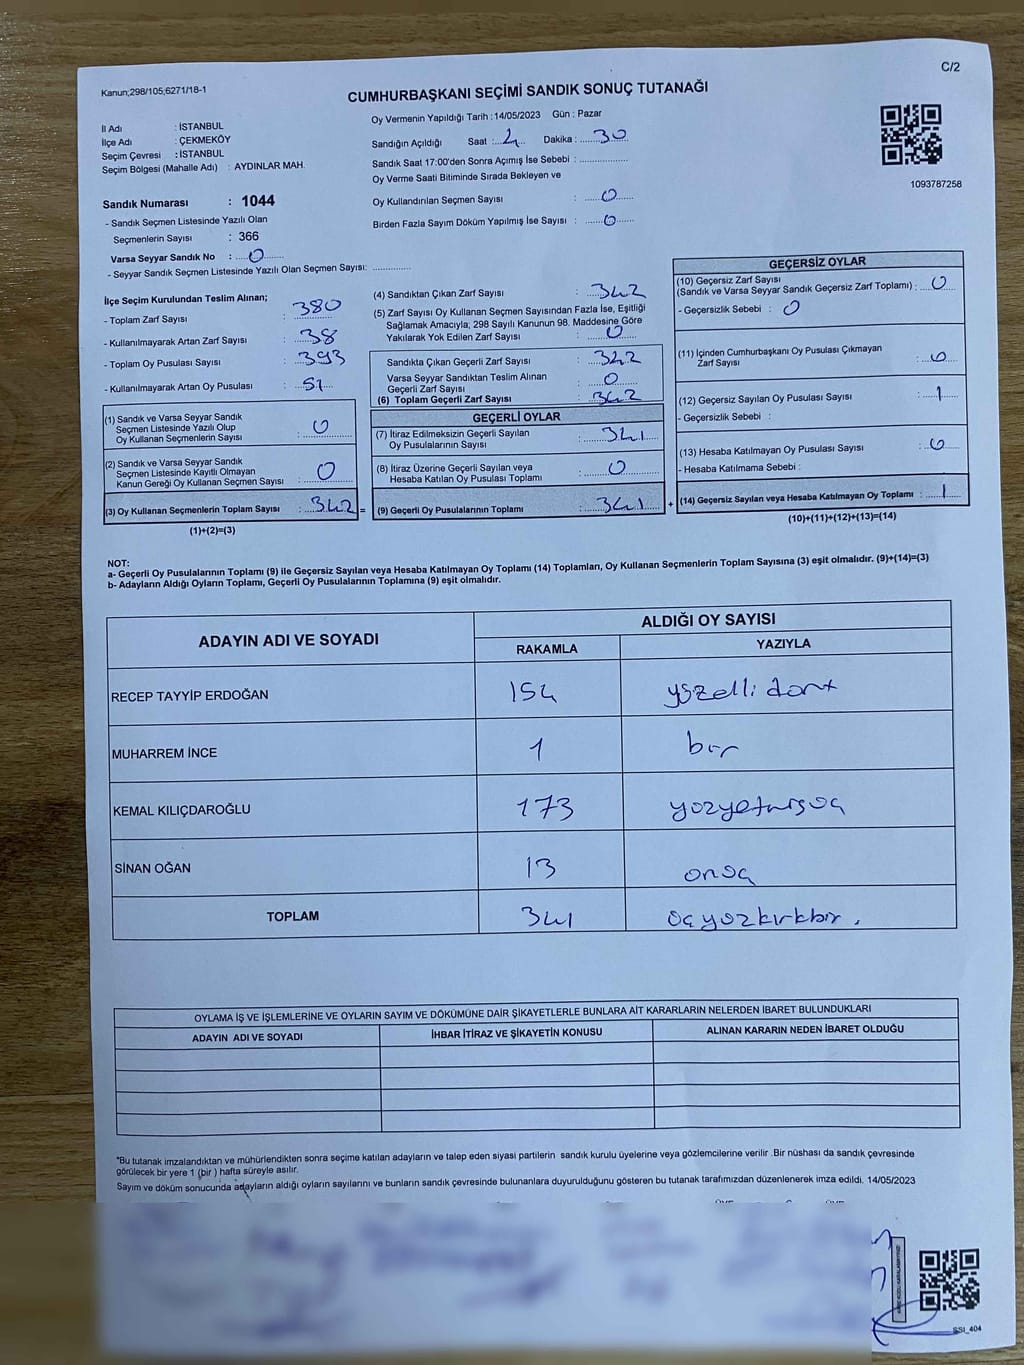 C/2
Kanun;298/105;6271/18-1
CUMHURBAŞKANI SEÇİMİ SANDIK SONUÇ TUTANAĞI
İl Adı : İSTANBUL
İlçe Adı : ÇEKMEKÖY
Seçim Çevresi : İSTANBUL
Seçim Bölgesi (Mahalle Adı) : AYDINLAR MAH.
Sandık Numarası : 1044
- Sandık Seçmen Listesinde Yazılı Olan
Seçmenlerin Sayısı : 366
Varsa Seyyar Sandık No : 0
- Seyyar Sandık Seçmen Listesinde Yazılı Olan Seçmen Sayısı: ..............
Oy Vermenin Yapıldığı Tarih :14/05/2023 Gün : Pazar
Sandığın Açıldığı Saat : Dakika : 30
Sandık Saat 17:00'den Sonra Açımış İse Sebebi : ..................
Oy Verme Saati Bitiminde Sırada Bekleyen ve
Oy Kullandırılan Seçmen Sayısı : 0
Birden Fazla Sayım Döküm Yapılmış İse Sayısı : 0
1093787258
İlçe Seçim Kurulundan Teslim Alınan;
- Toplam Zarf Sayısı : 380
- Kullanılmayarak Artan Zarf Sayısı : 38
- Toplam Oy Pusulası Sayısı : 393
- Kullanılmayarak Artan Oy Pusulası : 51
(1) Sandık ve Varsa Seyyar Sandık
Seçmen Listesinde Yazılı Olup
Oy Kullanan Seçmenlerin Sayısı : 0
(2) Sandık ve Varsa Seyyar Sandık
Seçmen Listesinde Kayıtlı Olmayan
Kanun Gereği Oy Kullanan Seçmen Sayısı : 0
(3) Oy Kullanan Seçmenlerin Toplam Sayısı : 342 =
(1)+(2)=(3)
(4) Sandıktan Çıkan Zarf Sayısı : 342
(5) Zarf Sayısı Oy Kullanan Seçmen Sayısından Fazla İse, Eşitliği
Sağlamak Amacıyla; 298 Sayılı Kanunun 98. Maddesine Göre
Yakılarak Yok Edilen Zarf Sayısı : 0
Sandıkta Çıkan Geçerli Zarf Sayısı : 342
Varsa Seyyar Sandıktan Teslim Alınan
Geçerli Zarf Sayısı : 0
(6) Toplam Geçerli Zarf Sayısı : 342
GEÇERLİ OYLAR
(7) İtiraz Edilmeksizin Geçerli Sayılan
Oy Pusulalarının Sayısı : 341
(8) İtiraz Üzerine Geçerli Sayılan veya
Hesaba Katılan Oy Pusulası Toplamı : 0
(9) Geçerli Oy Pusulalarının Toplamı : 341 +
GEÇERSİZ OYLAR
(10) Geçersiz Zarf Sayısı
(Sandık ve Varsa Seyyar Sandık Geçersiz Zarf Toplamı) : 0
- Geçersizlik Sebebi : 0
(11) İçinden Cumhurbaşkanı Oy Pusulası Çıkmayan
Zarf Sayısı : 0
(12) Geçersiz Sayılan Oy Pusulası Sayısı : 1
- Geçersizlik Sebebi :
(13) Hesaba Katılmayan Oy Pusulası Sayısı : 0
- Hesaba Katılmama Sebebi :
(14) Geçersiz Sayılan veya Hesaba Katılmayan Oy Toplamı : 1
(10)+(11)+(12)+(13)=(14)
NOT:
a- Geçerli Oy Pusulalarının Toplamı (9) ile Geçersiz Sayılan veya Hesaba Katılmayan Oy Toplamı (14) Toplamları, Oy Kullanan Seçmenlerin Toplam Sayısına (3) eşit olmalıdır. (9)+(14)=(3)
b- Adayların Aldığı Oyların Toplamı, Geçerli Oy Pusulalarının Toplamına (9) eşit olmalıdır.
ADAYIN ADI VE SOYADI ALDIĞI OY SAYISI
RAKAMLA YAZIYLA
RECEP TAYYİP ERDOĞAN 154 yüzelli dört
MUHARREM İNCE 1 bir
KEMAL KILIÇDAROĞLU 173 yüzyetmişüç
SİNAN OĞAN 13 onüç
TOPLAM 341 üçyüzkırkbir.
OYLAMA İŞ VE İŞLEMLERİNE VE OYLARIN SAYIM VE DÖKÜMÜNE DAİR ŞİKAYETLERLE BUNLARA AİT KARARLARIN NELERDEN İBARET BULUNDUKLARI
ADAYIN ADI VE SOYADI İHBAR İTİRAZ VE ŞİKAYETİN KONUSU ALINAN KARARIN NEDEN İBARET OLDUĞU
*Bu tutanak imzalandıktan ve mühürlendikten sonra seçime katılan adayların ve talep eden siyasi partilerin sandık kurulu üyelerine veya gözlemcilerine verilir .Bir nüshası da sandık çevresinde
görülecek bir yere 1 (bir ) hafta süreyle asılır.
Sayım ve döküm sonucunda adayların aldığı oyların sayılarını ve bunların sandık çevresinde bulunanlara duyurulduğunu gösteren bu tutanak tarafımızdan düzenlenerek imza edildi. 14/05/2023
SSI_404